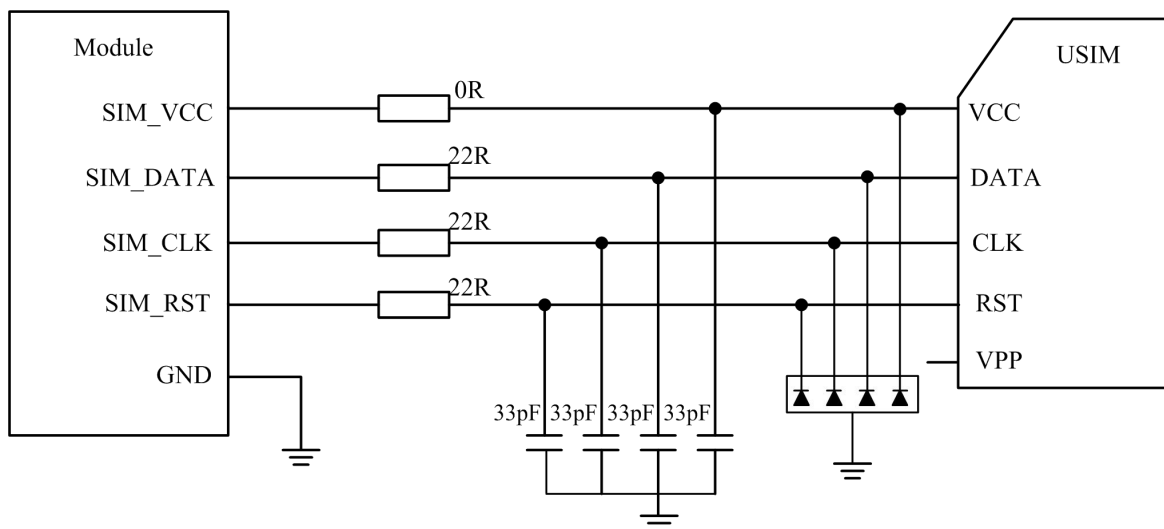 Module
USIM
0R
SIM_VCC
VCC
22R
SIM_DATA
DATA
22R
SIM_CLK
CLK
22R
SIM_RST
RST
VPP
GND
33pF 33pF 33pF 33pF